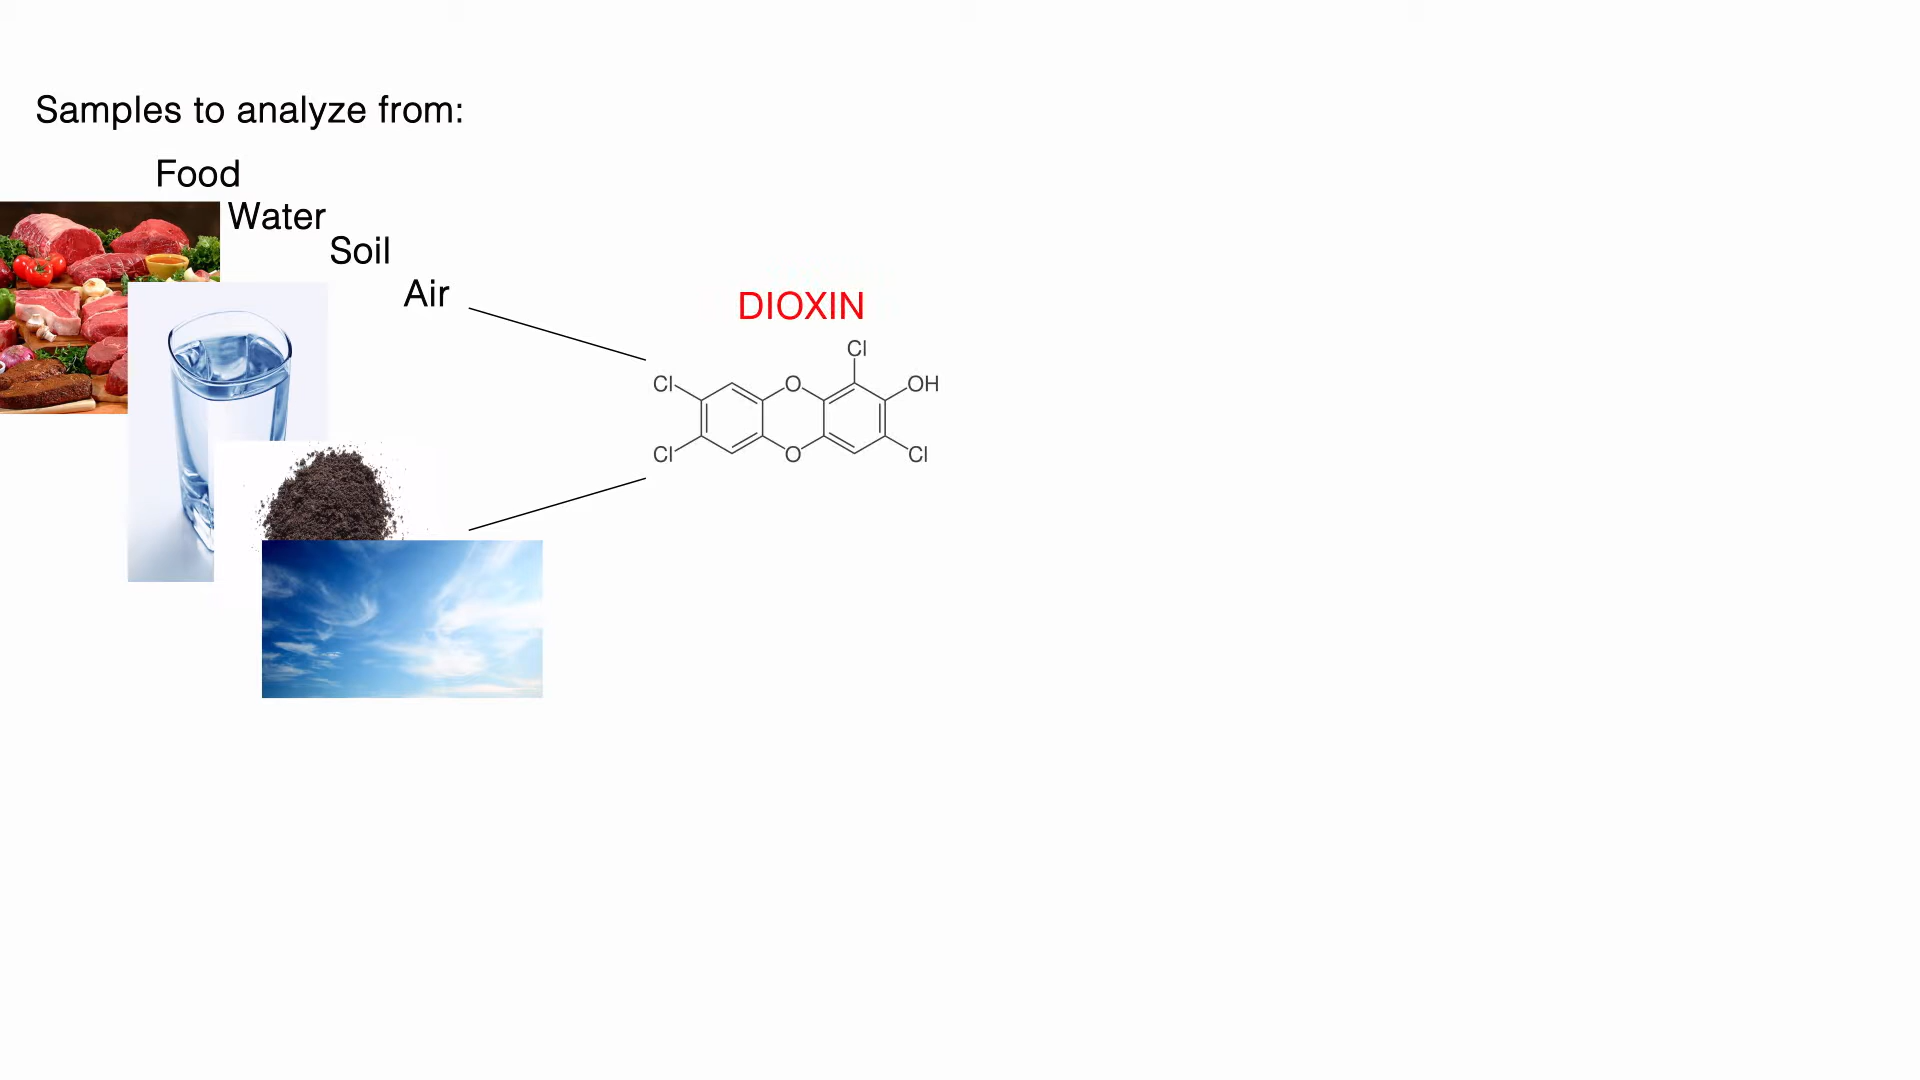 Samples to analyze from:
Food
Water
Soil
Air
DIOXIN
Cl
Cl O OH
Cl O Cl